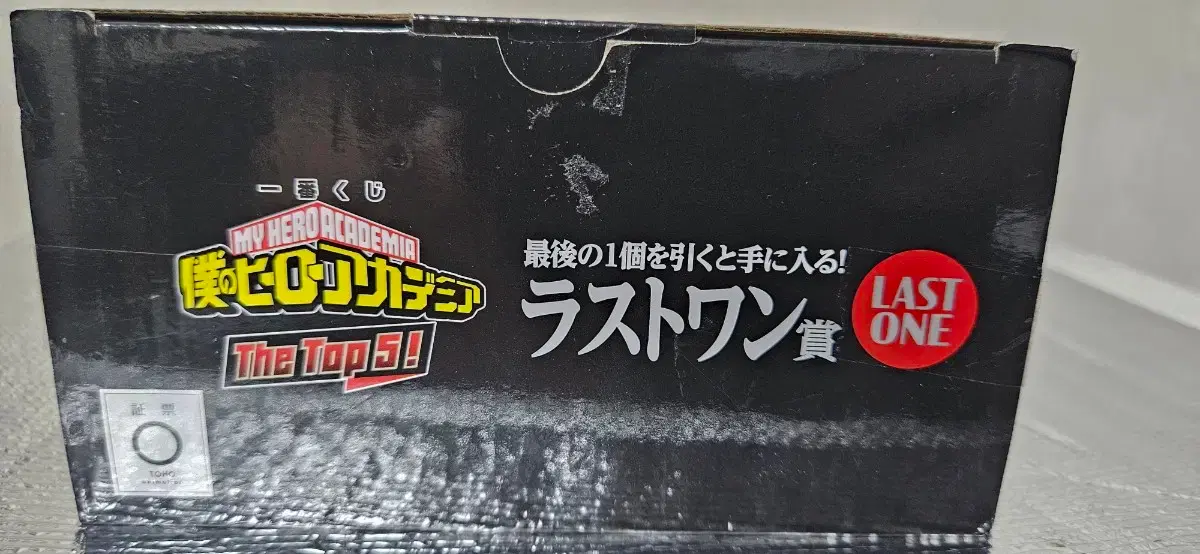 一番くじ
MY HERO ACADEMIA
僕のヒーローアカデミア
The Top 5!
最後の1個を引くと手に入る!
ラストワン賞
LAST
ONE
証票
TOHO